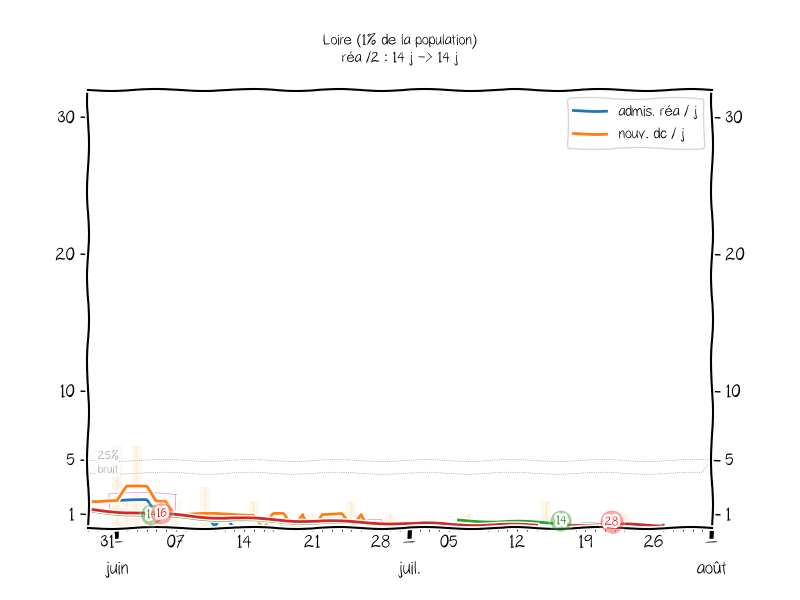 Loire (1% de la population)
réa /2 : 14 j -> 14 j
admis. réa / j
nouv. dc / j
30 30
20 20
10 10
5 5
25%
bruit
1 1
16
14
28
31 07 14 21 28 05 12 19 26
juin juil. août